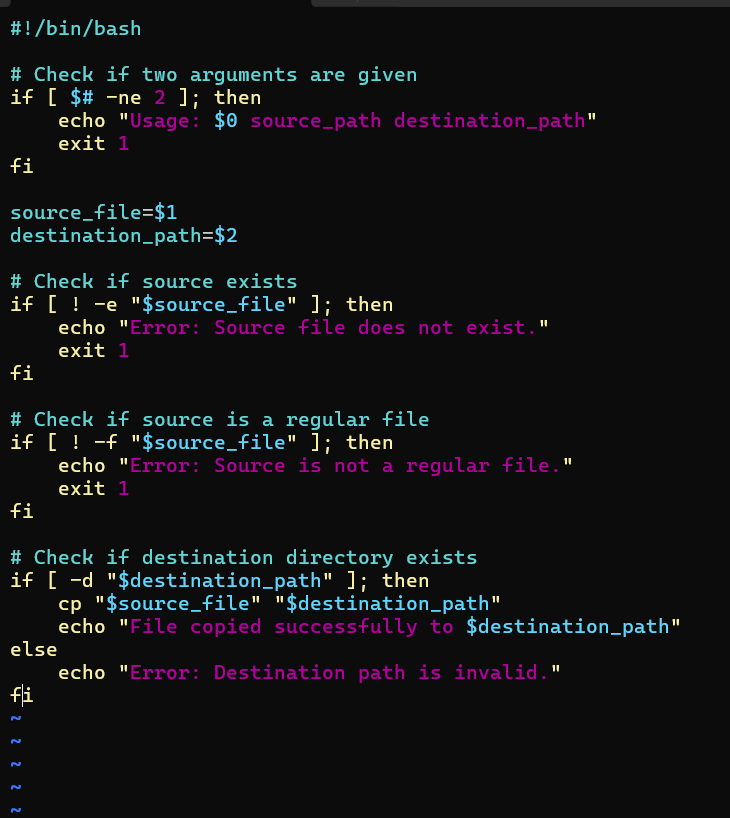 #!/bin/bash

# Check if two arguments are given
if [ $# -ne 2 ]; then
    echo "Usage: $0 source_path destination_path"
    exit 1
fi

source_file=$1
destination_path=$2

# Check if source exists
if [ ! -e "$source_file" ]; then
    echo "Error: Source file does not exist."
    exit 1
fi

# Check if source is a regular file
if [ ! -f "$source_file" ]; then
    echo "Error: Source is not a regular file."
    exit 1
fi

# Check if destination directory exists
if [ -d "$destination_path" ]; then
    cp "$source_file" "$destination_path"
    echo "File copied successfully to $destination_path"
else
    echo "Error: Destination path is invalid."
fi
~
~
~
~
~